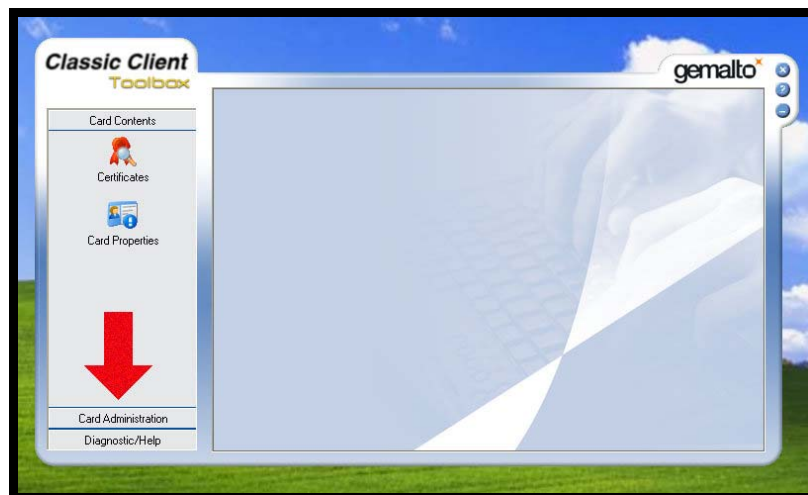 Classic Client
Toolbox
gemalto
Card Contents
Certificates
Card Properties
Card Administration
Diagnostic/Help